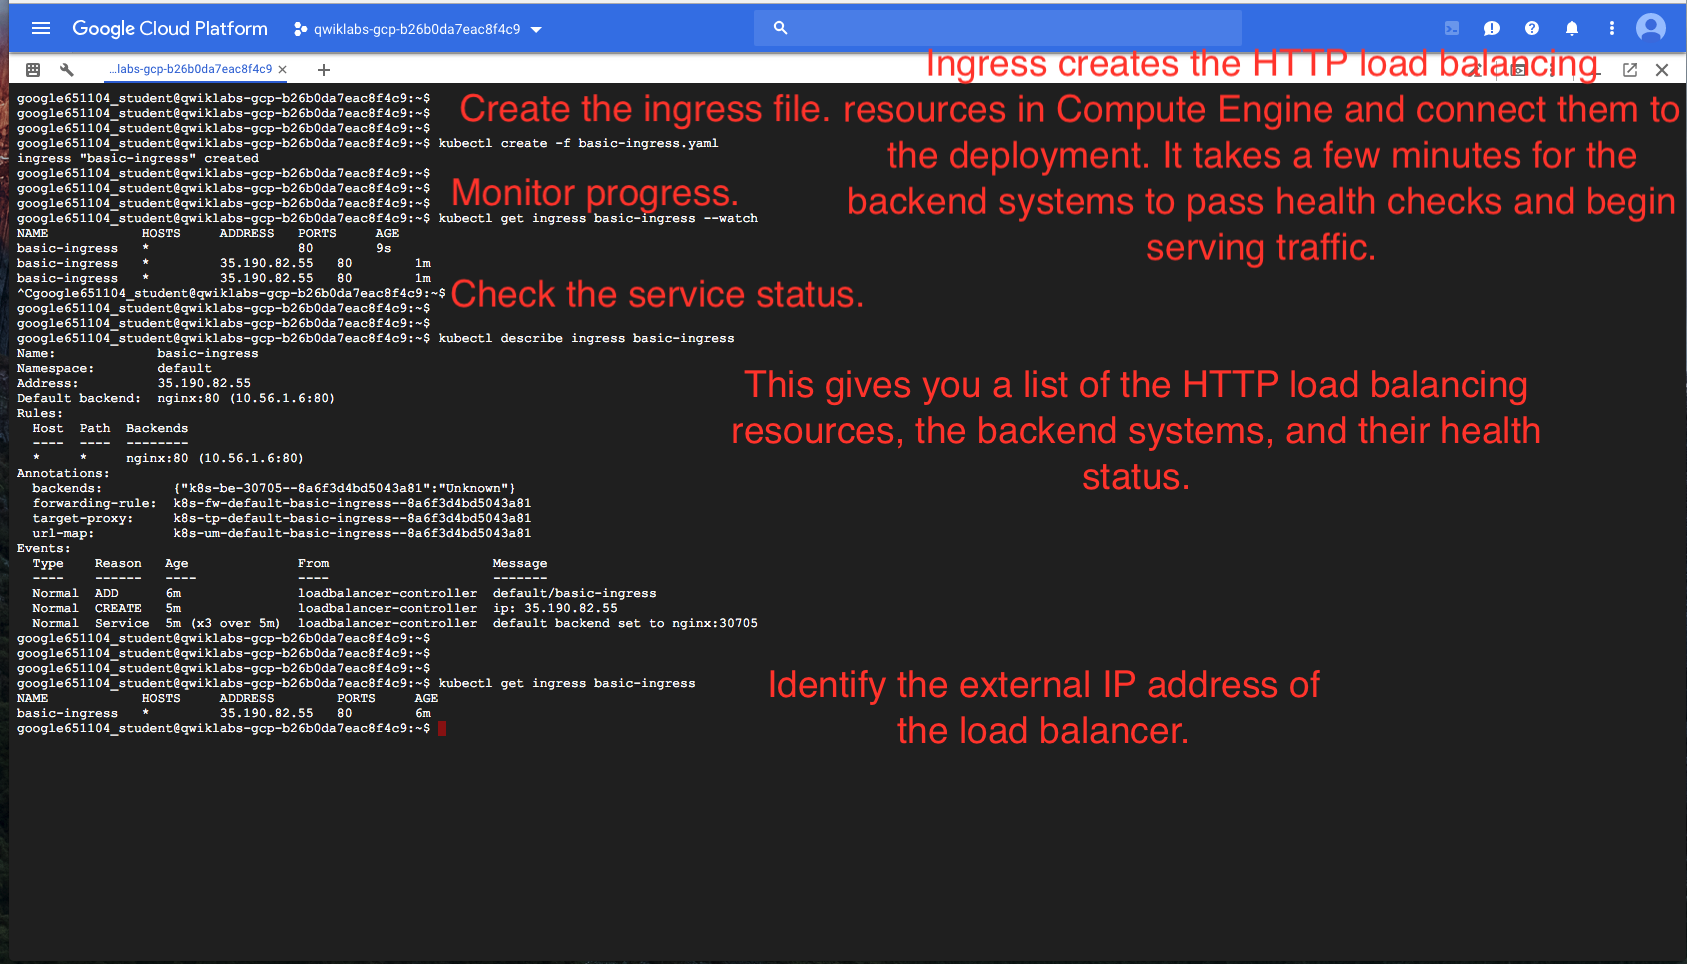 Google Cloud Platform
qwiklabs-gcp-b26b0da7eac8f4c9
...labs-gcp-b26b0da7eac8f4c9
Ingress creates the HTTP load balancing
resources in Compute Engine and connect them to
the deployment. It takes a few minutes for the
backend systems to pass health checks and begin
serving traffic.
google651104_student@qwiklabs-gcp-b26b0da7eac8f4c9:~$
Create the ingress file.
google651104_student@qwiklabs-gcp-b26b0da7eac8f4c9:~$
google651104_student@qwiklabs-gcp-b26b0da7eac8f4c9:~$
google651104_student@qwiklabs-gcp-b26b0da7eac8f4c9:~$ kubectl create -f basic-ingress.yaml
ingress "basic-ingress" created
google651104_student@qwiklabs-gcp-b26b0da7eac8f4c9:~$
google651104_student@qwiklabs-gcp-b26b0da7eac8f4c9:~$
Monitor progress.
google651104_student@qwiklabs-gcp-b26b0da7eac8f4c9:~$
google651104_student@qwiklabs-gcp-b26b0da7eac8f4c9:~$ kubectl get ingress basic-ingress --watch
NAME HOSTS ADDRESS PORTS AGE
basic-ingress * 80 9s
basic-ingress * 35.190.82.55 80 1m
basic-ingress * 35.190.82.55 80 1m
^Cgoogle651104_student@qwiklabs-gcp-b26b0da7eac8f4c9:~$
Check the service status.
google651104_student@qwiklabs-gcp-b26b0da7eac8f4c9:~$
google651104_student@qwiklabs-gcp-b26b0da7eac8f4c9:~$
google651104_student@qwiklabs-gcp-b26b0da7eac8f4c9:~$ kubectl describe ingress basic-ingress
Name: basic-ingress
Namespace: default
Address: 35.190.82.55
Default backend: nginx:80 (10.56.1.6:80)
Rules:
Host Path Backends
---- ---- --------
* * nginx:80 (10.56.1.6:80)
Annotations:
backends: {"k8s-be-30705--8a6f3d4bd5043a81":"Unknown"}
forwarding-rule: k8s-fw-default-basic-ingress--8a6f3d4bd5043a81
target-proxy: k8s-tp-default-basic-ingress--8a6f3d4bd5043a81
url-map: k8s-um-default-basic-ingress--8a6f3d4bd5043a81
This gives you a list of the HTTP load balancing
resources, the backend systems, and their health
status.
Events:
Type Reason Age From Message
---- ------ ---- ---- -------
Normal ADD 6m loadbalancer-controller default/basic-ingress
Normal CREATE 5m loadbalancer-controller ip: 35.190.82.55
Normal Service 5m (x3 over 5m) loadbalancer-controller default backend set to nginx:30705
google651104_student@qwiklabs-gcp-b26b0da7eac8f4c9:~$
google651104_student@qwiklabs-gcp-b26b0da7eac8f4c9:~$
google651104_student@qwiklabs-gcp-b26b0da7eac8f4c9:~$
google651104_student@qwiklabs-gcp-b26b0da7eac8f4c9:~$ kubectl get ingress basic-ingress
NAME HOSTS ADDRESS PORTS AGE
basic-ingress * 35.190.82.55 80 6m
google651104_student@qwiklabs-gcp-b26b0da7eac8f4c9:~$
Identify the external IP address of
the load balancer.